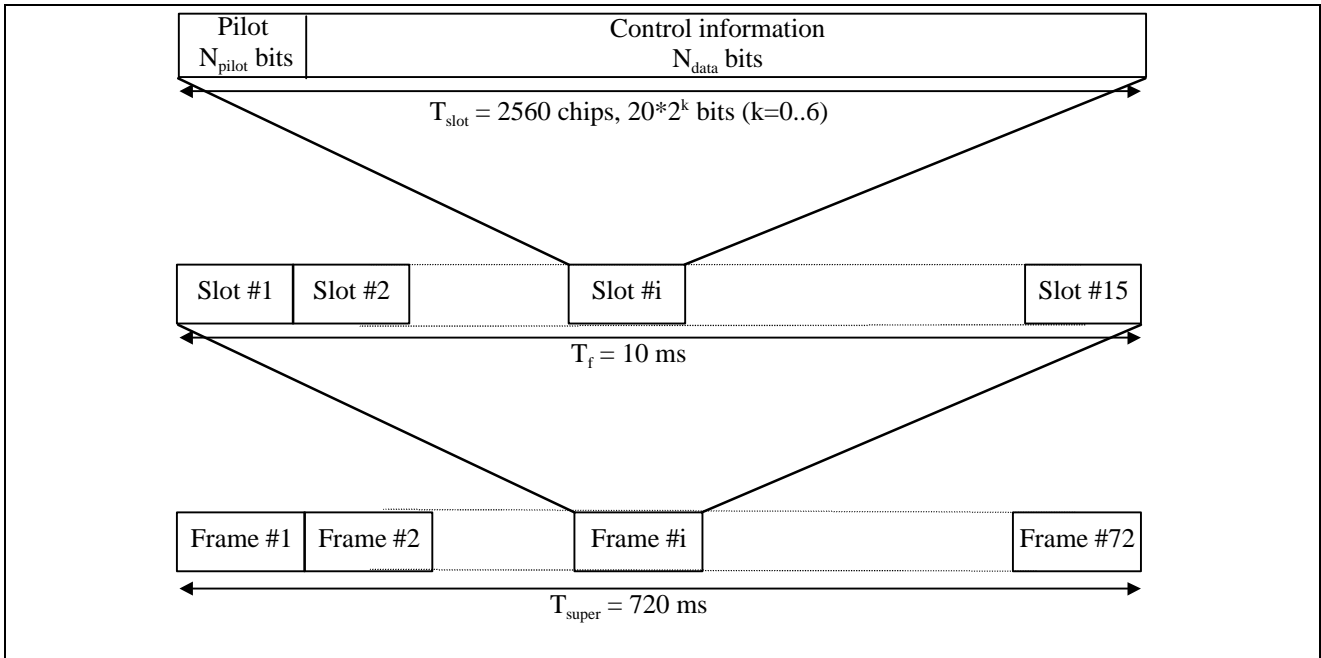 Pilot
N_pilot bits
Control information
N_data bits
T_slot = 2560 chips, 20*2^k bits (k=0..6)
Slot #1 Slot #2 Slot #i Slot #15
T_f = 10 ms
Frame #1 Frame #2 Frame #i Frame #72
T_super = 720 ms